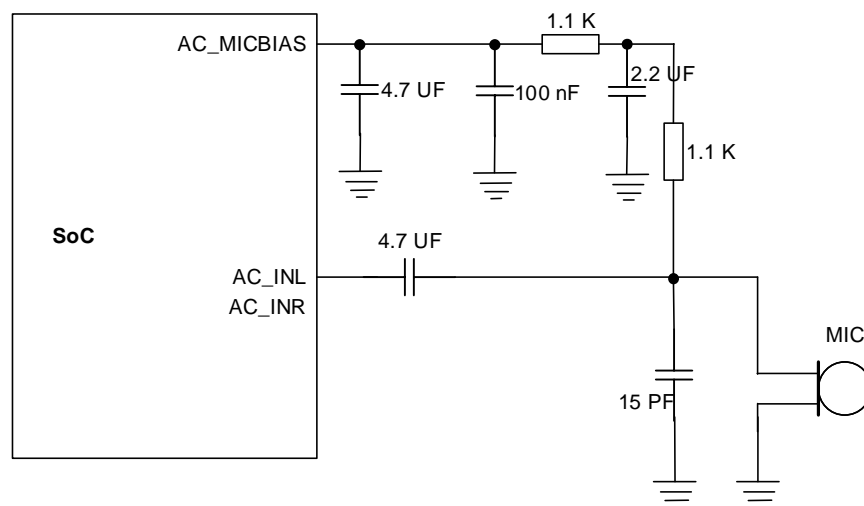 1.1 K
AC_MICBIAS
4.7 UF
100 nF
2.2 UF
1.1 K
SoC
4.7 UF
AC_INL
AC_INR
MIC
15 PF